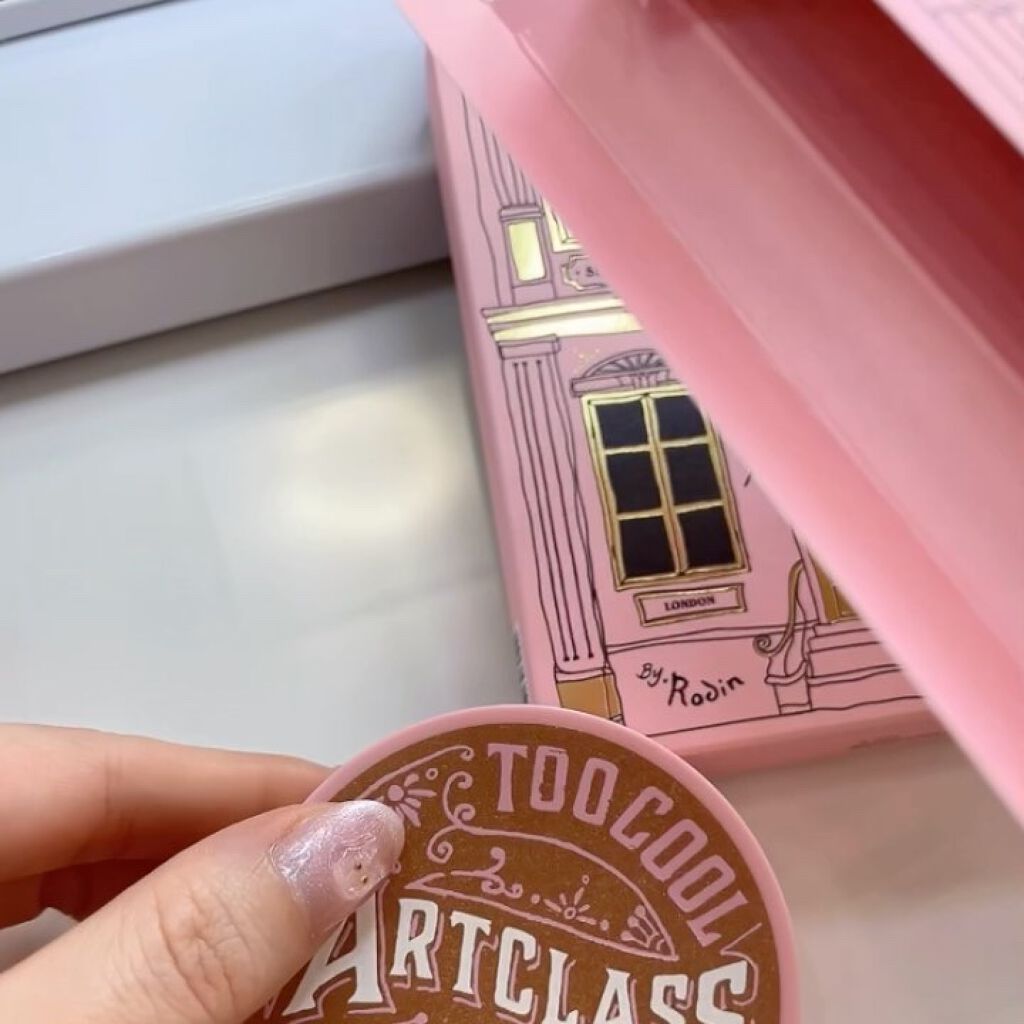 LONDON
By. Rodin
TOO COOL
ARTCLASS